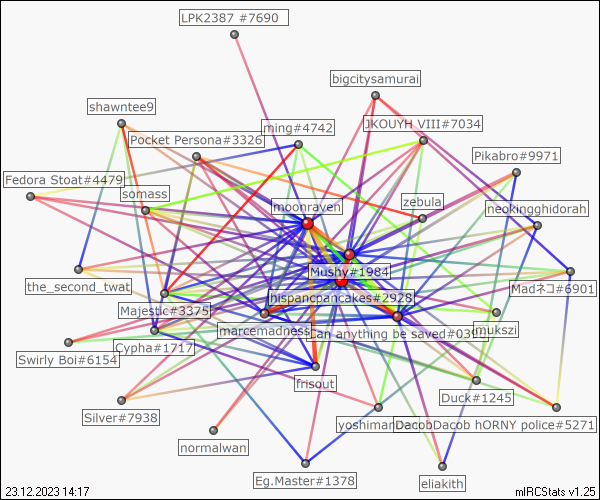 LPK2387 #7690
bigcitysamurai
shawntee9
ming#4742
JKOUYH VIII#7034
Pocket Persona#3326
Pikabro#9971
Fedora Stoat#4479
somass
zebula
moonraven
neokingghidorah
Mushy#1984
the_second_twat
Madネコ#6901
hispancpancakes#2928
Majestic#3375
marcemadness
Can anything be saved#030
mukszi
Cypha#1717
Swirly Boi#6154
frisout
Duck#1245
Silver#7938
DacobDacob hORNY police#5271
normalwan
Eg.Master#1378
eliakith
23.12.2023 14:17
mIRCStats v1.25